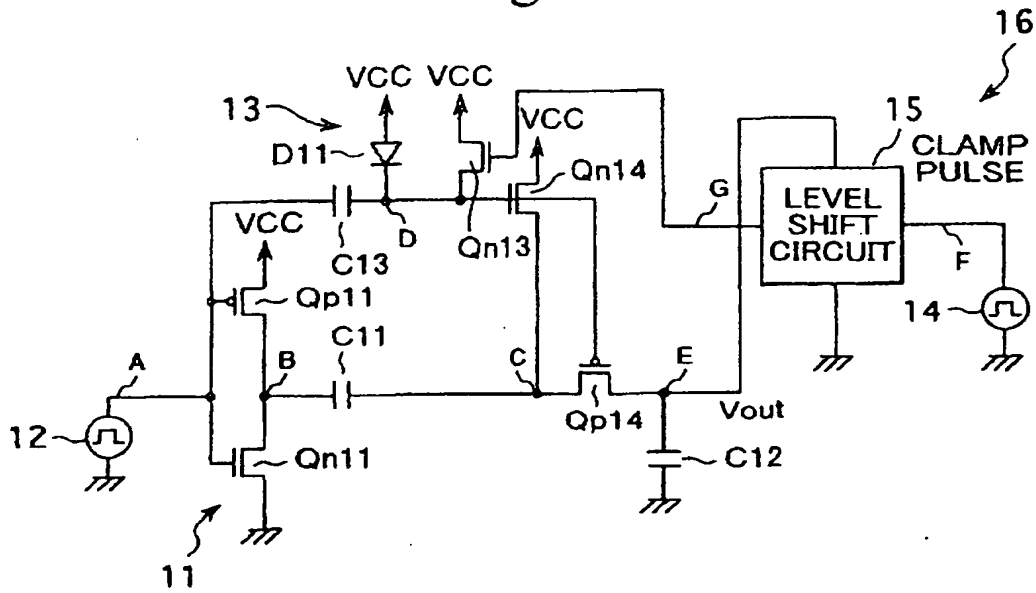 16
VCC VCC
13
VCC
15
CLAMP
PULSE
D11
Qn14
G
LEVEL
SHIFT
CIRCUIT
D
VCC
Qn13
C13
F
Qp11
C11
14
A
B
C
E
Vout
Qp14
12
Qn11
C12
11